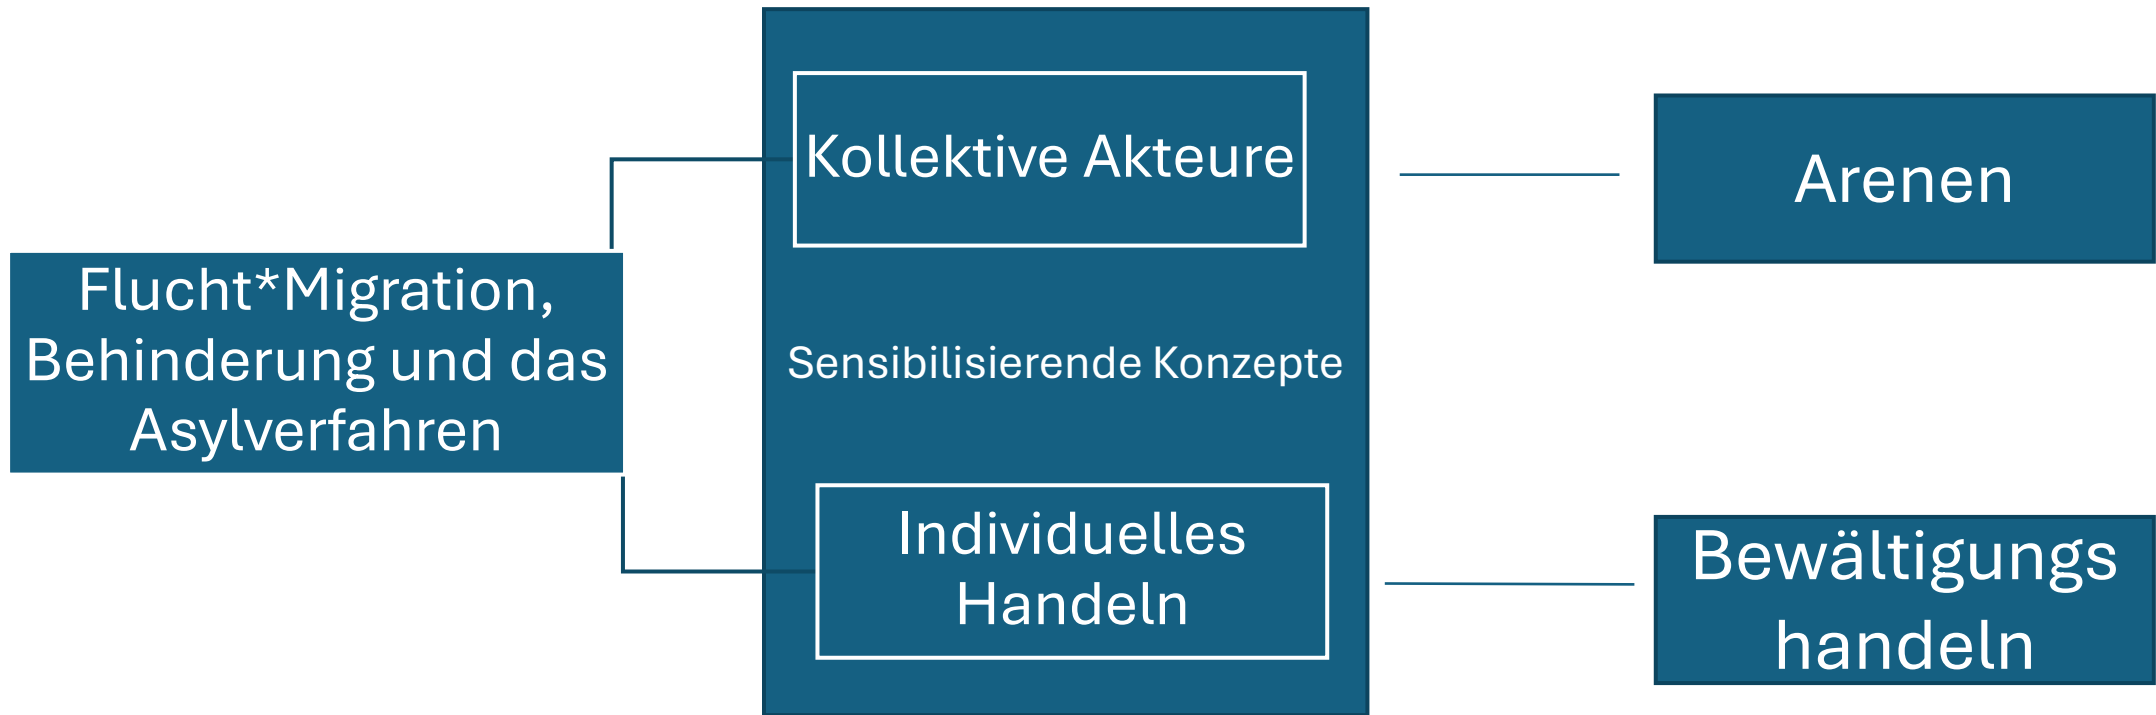 Flucht*Migration,
Behinderung und das
Asylverfahren
Kollektive Akteure
Sensibilisierende Konzepte
Individuelles
Handeln
Arenen
Bewältigungs
handeln